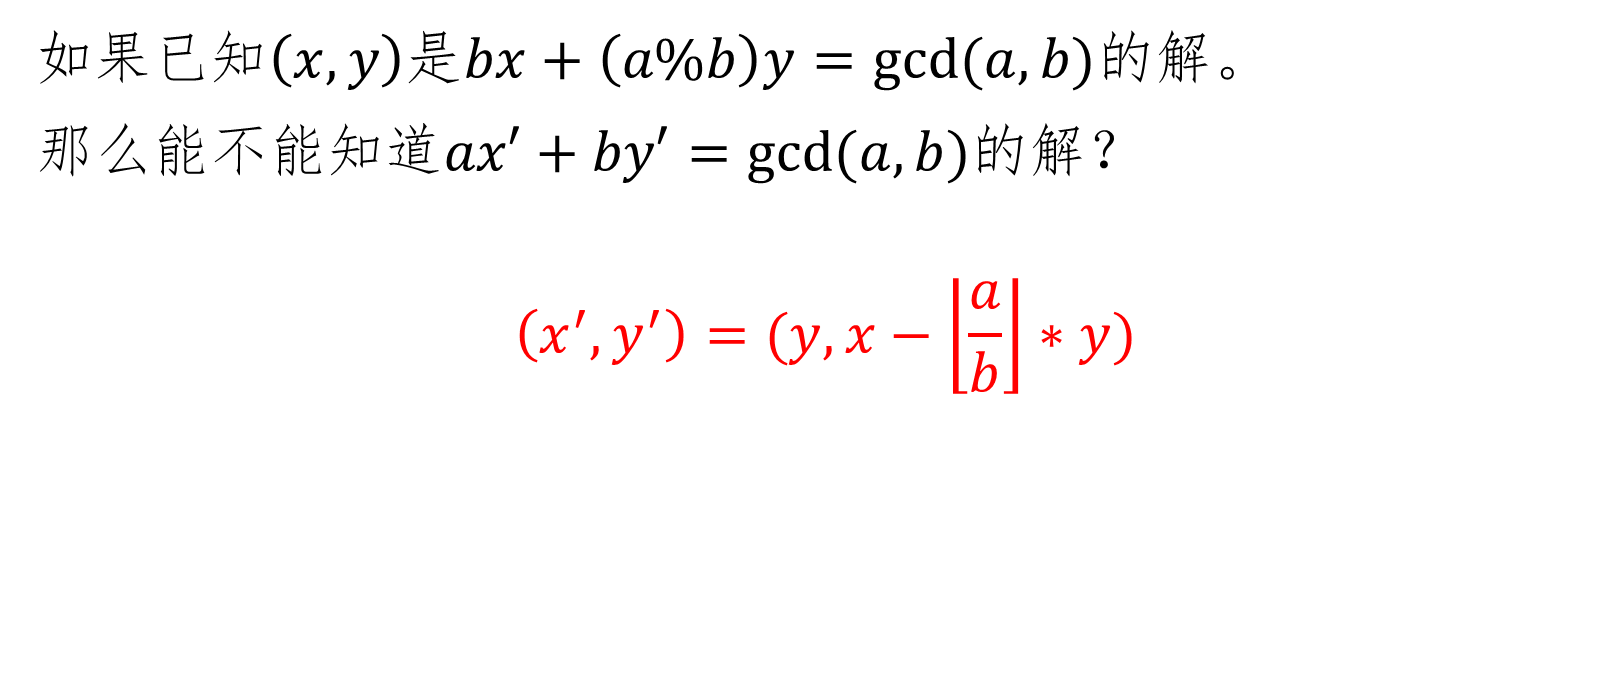 如果已知(x, y)是bx + (a%b)y = gcd(a, b)的解。
那么能不能知道ax′ + by′ = gcd(a, b)的解？
(x′, y′) = (y, x − ⌊a/b⌋ ∗ y)